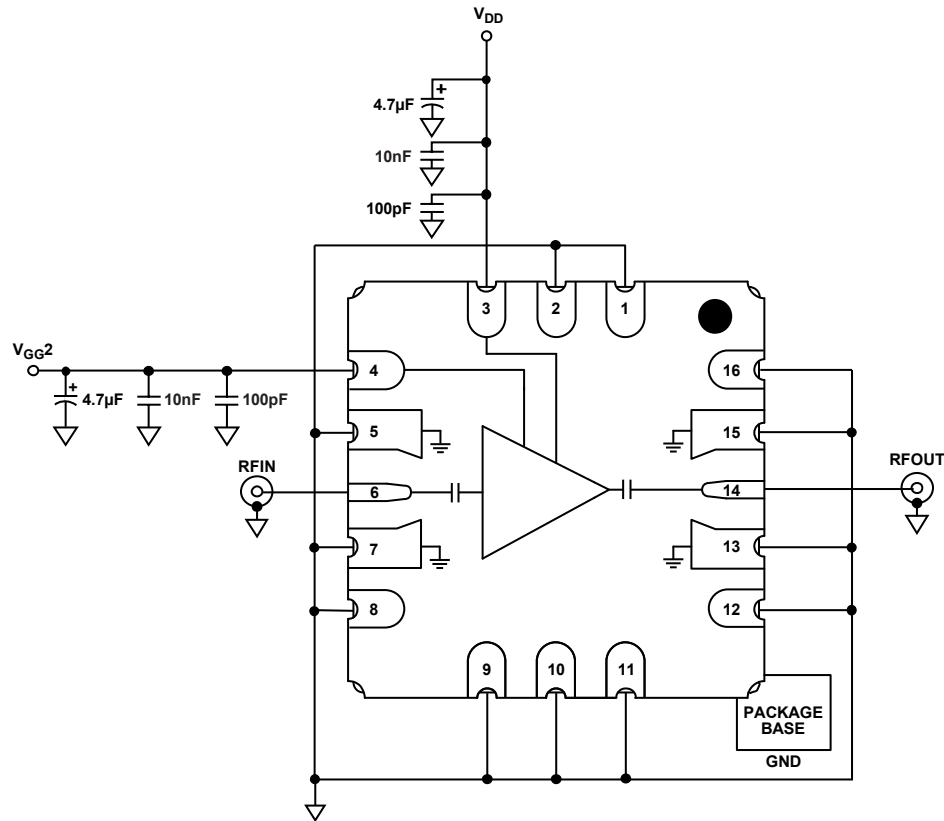 VDD
+
4.7µF
10nF
100pF
3
2
1
VGG2
+
4.7µF
10nF
100pF
4
16
5
15
RFIN
6
14
RFOUT
7
13
8
12
9
10
11
PACKAGE
BASE
GND